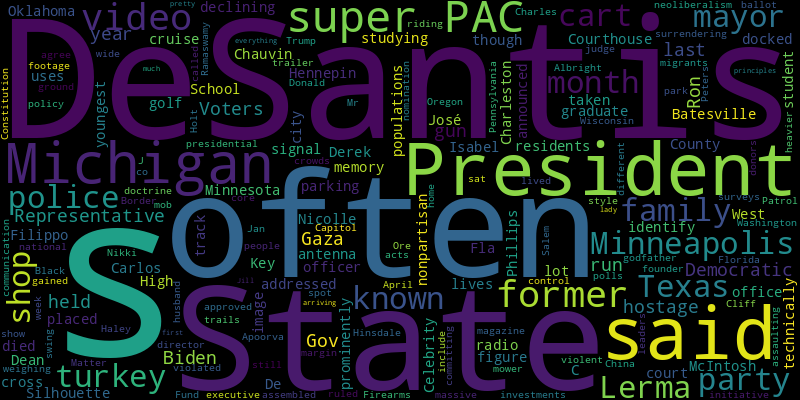 Oklahoma
video
year
declining
super PAC
Charles
riding
cart
mayor
neoliberalism
ballot
pretty
surrendering
wide
cruise
everything
studying
though
Courthouse
judge
last
docked
DeSantis
agree
footage
uses
ground
policy
Chauvin
trailer
Trump
Hennepin
Donald
School
golf
Voters
youngest
Holt
called
Ramaswamy
signal
Derek
city
Mr
presidential
populations
nomination
José
Oregon
gun
Pennsylvania
Charleston
announced
month
Albright
taken
graduate
Wisconsin
migrants
park
Peters
Ron
Batesville
student
heavier
principles
much
Constitution
Michigan
President
Isabel
residents
County
memory
crowds
parking
Minnesota
doctrine
Border
mob
co
J
core
police
Representative
often
sat
lived
different
style
lady
family
surveys
Patrol
West
Washington
donors
identify
Filippo
national
communication
Nikki
Carlos
Black
gained
High
track
Nicolle
Jan
people
Key
antenna
officer
Gaza
Capitol
nonpartisan
home
Ore
acts
Fla
Phillips
Salem
lot
Minneapolis
godfather
founder
Florida
run
polls
Democratic
shop
week
held
placed
S
State
addressed
lives
April
control
known
former
Texas
office
hostage
Cliff
technically
said
assaulting
leaders
show
swing
died
Haley
husband
approved
trails
image
spot
arriving
Gov
prominently
Hinsdale
Celebrity
include
committing
magazine
radio
figure
mower
violent
C
China
court
McIntosh
party
Dean
weighing
cross
Silhouette
Matter
turkey
first
director
Biden
violated
Apoorva
Jill
still
margin
De
Fund
executive
assembled
ruled
Firearms
massive
investments
Lerma
initiative